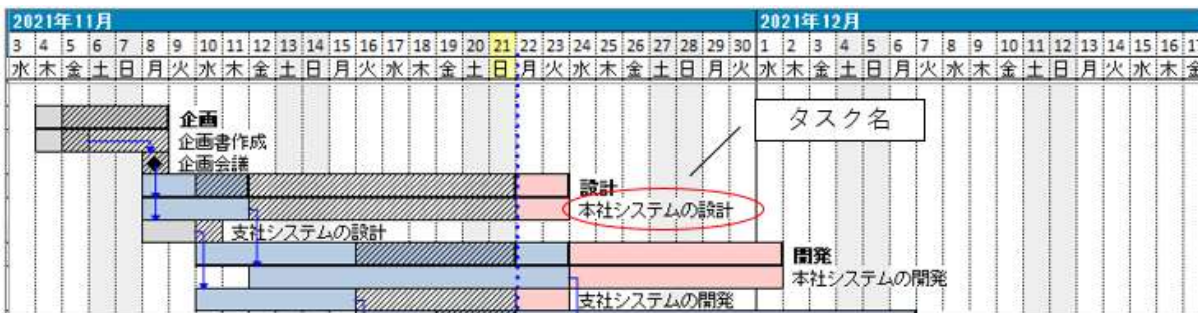 2021年11月 2021年12月
3 4 5 6 7 8 9 10 11 12 13 14 15 16 17 18 19 20 21 22 23 24 25 26 27 28 29 30 1 2 3 4 5 6 7 8 9 10 11 12 13 14 15 16
水 木 金 土 日 月 火 水 木 金 土 日 月 火 水 木 金 土 日 月 火 水 木 金 土 日 月 火 水 木 金 土 日 月 火 水 木 金 土 日 月 火 水 木
企画 タスク名
企画書作成
企画会議
設計
本社システムの設計
支社システムの設計
開発
本社システムの開発
支社システムの開発